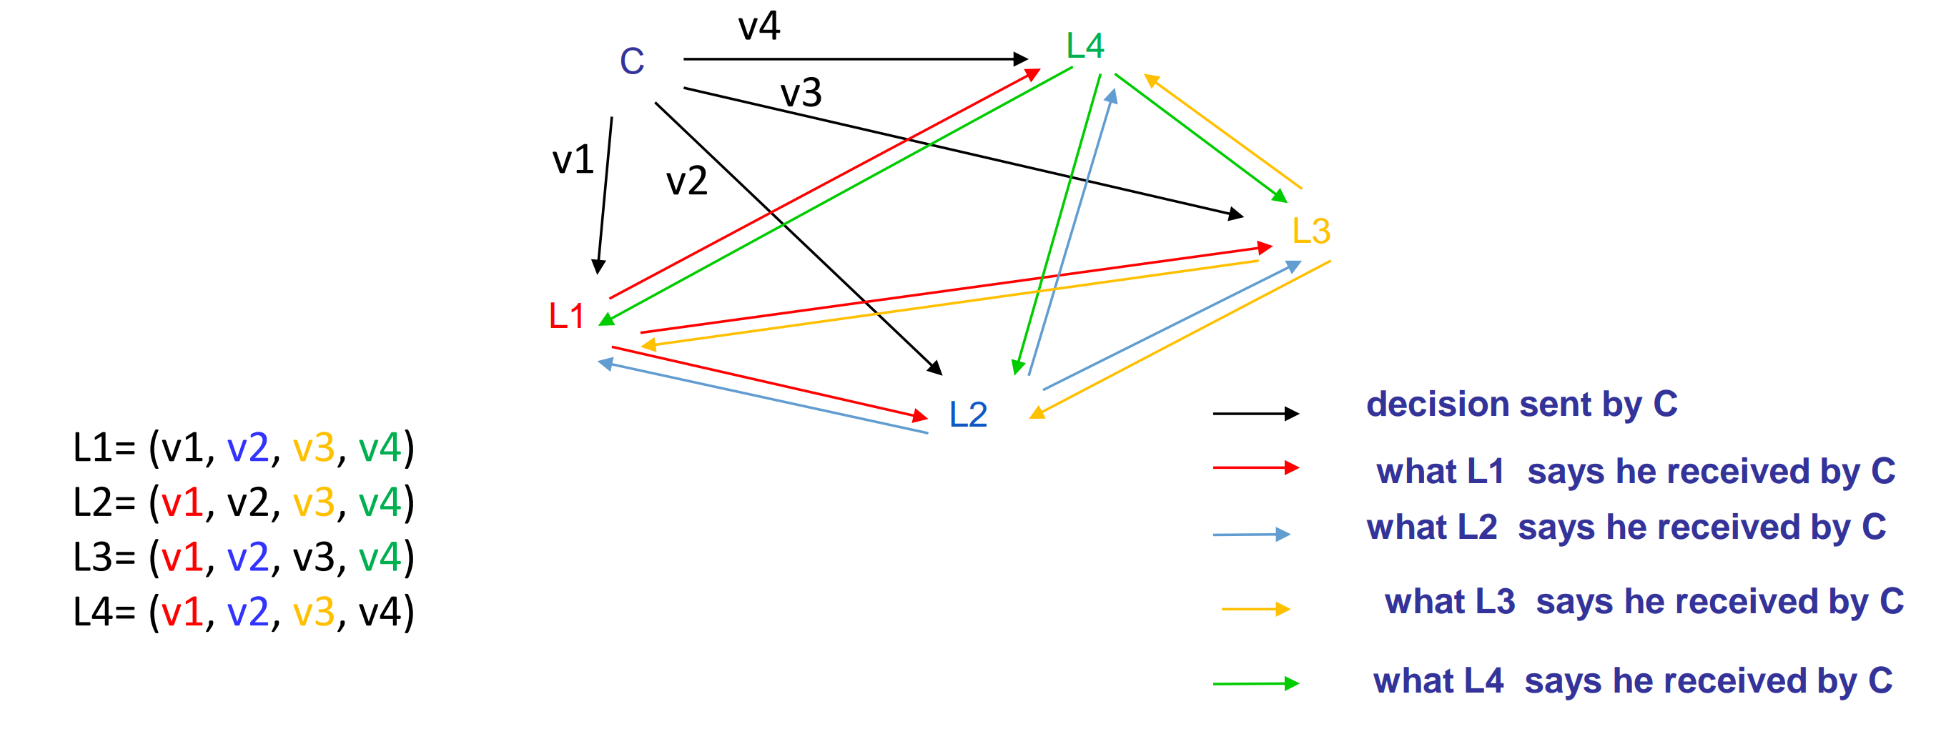 v4
C
L4
v3
v1
v2
L3
L1
L2
L1= (v1, v2, v3, v4)
L2= (v1, v2, v3, v4)
L3= (v1, v2, v3, v4)
L4= (v1, v2, v3, v4)
decision sent by C
what L1 says he received by C
what L2 says he received by C
what L3 says he received by C
what L4 says he received by C